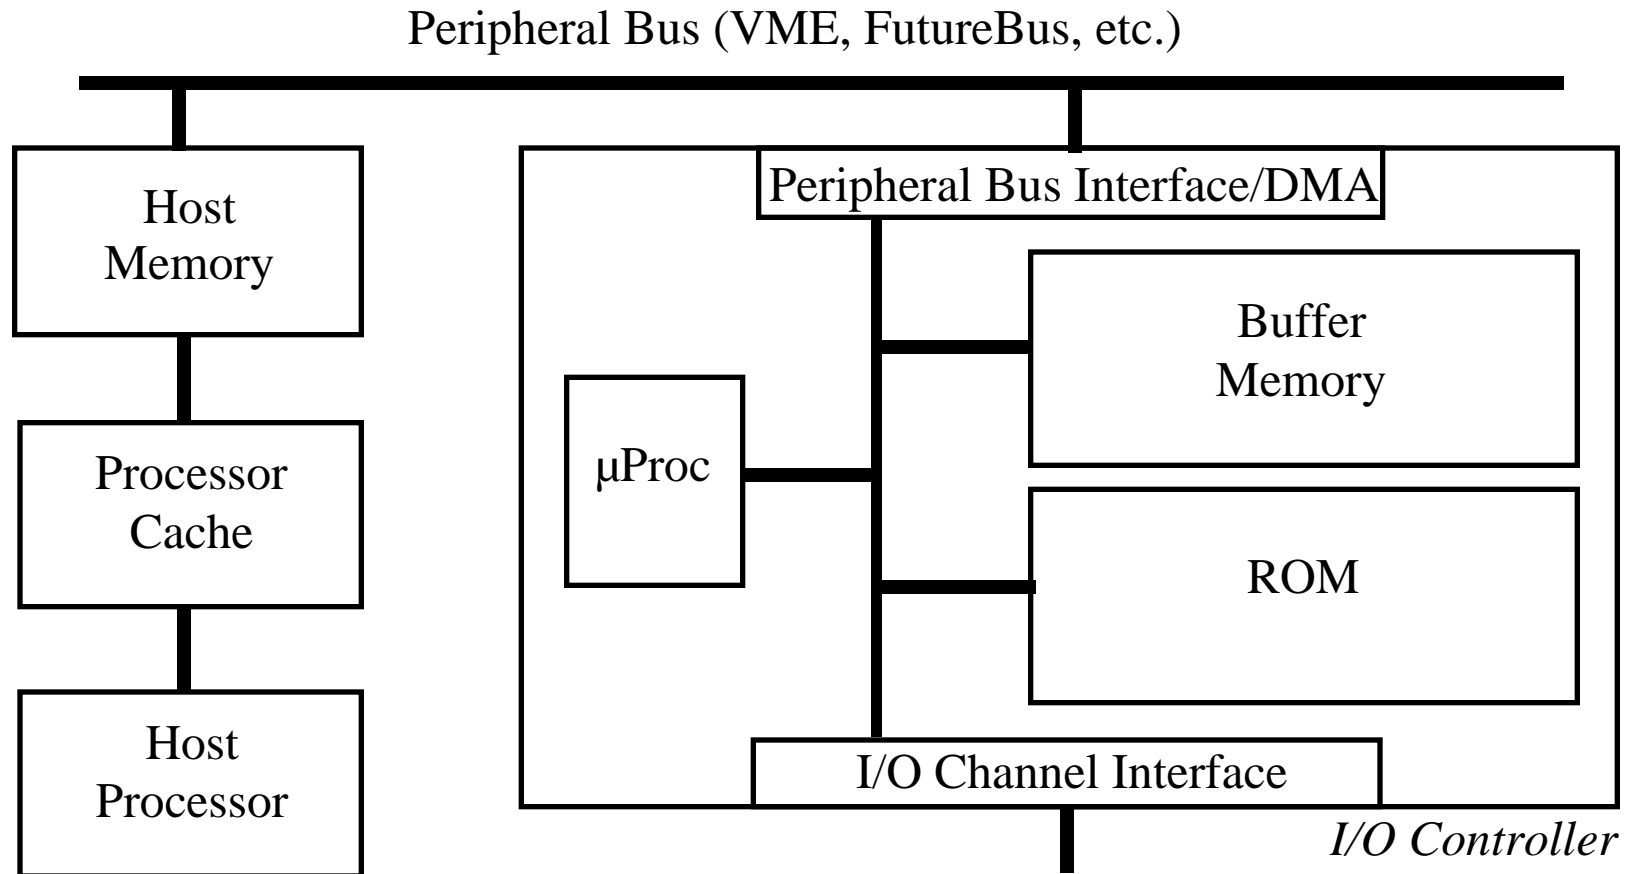 Peripheral Bus (VME, FutureBus, etc.)
Host
Memory
Processor
Cache
Host
Processor
Peripheral Bus Interface/DMA
Buffer
Memory
μProc
ROM
I/O Channel Interface
I/O Controller